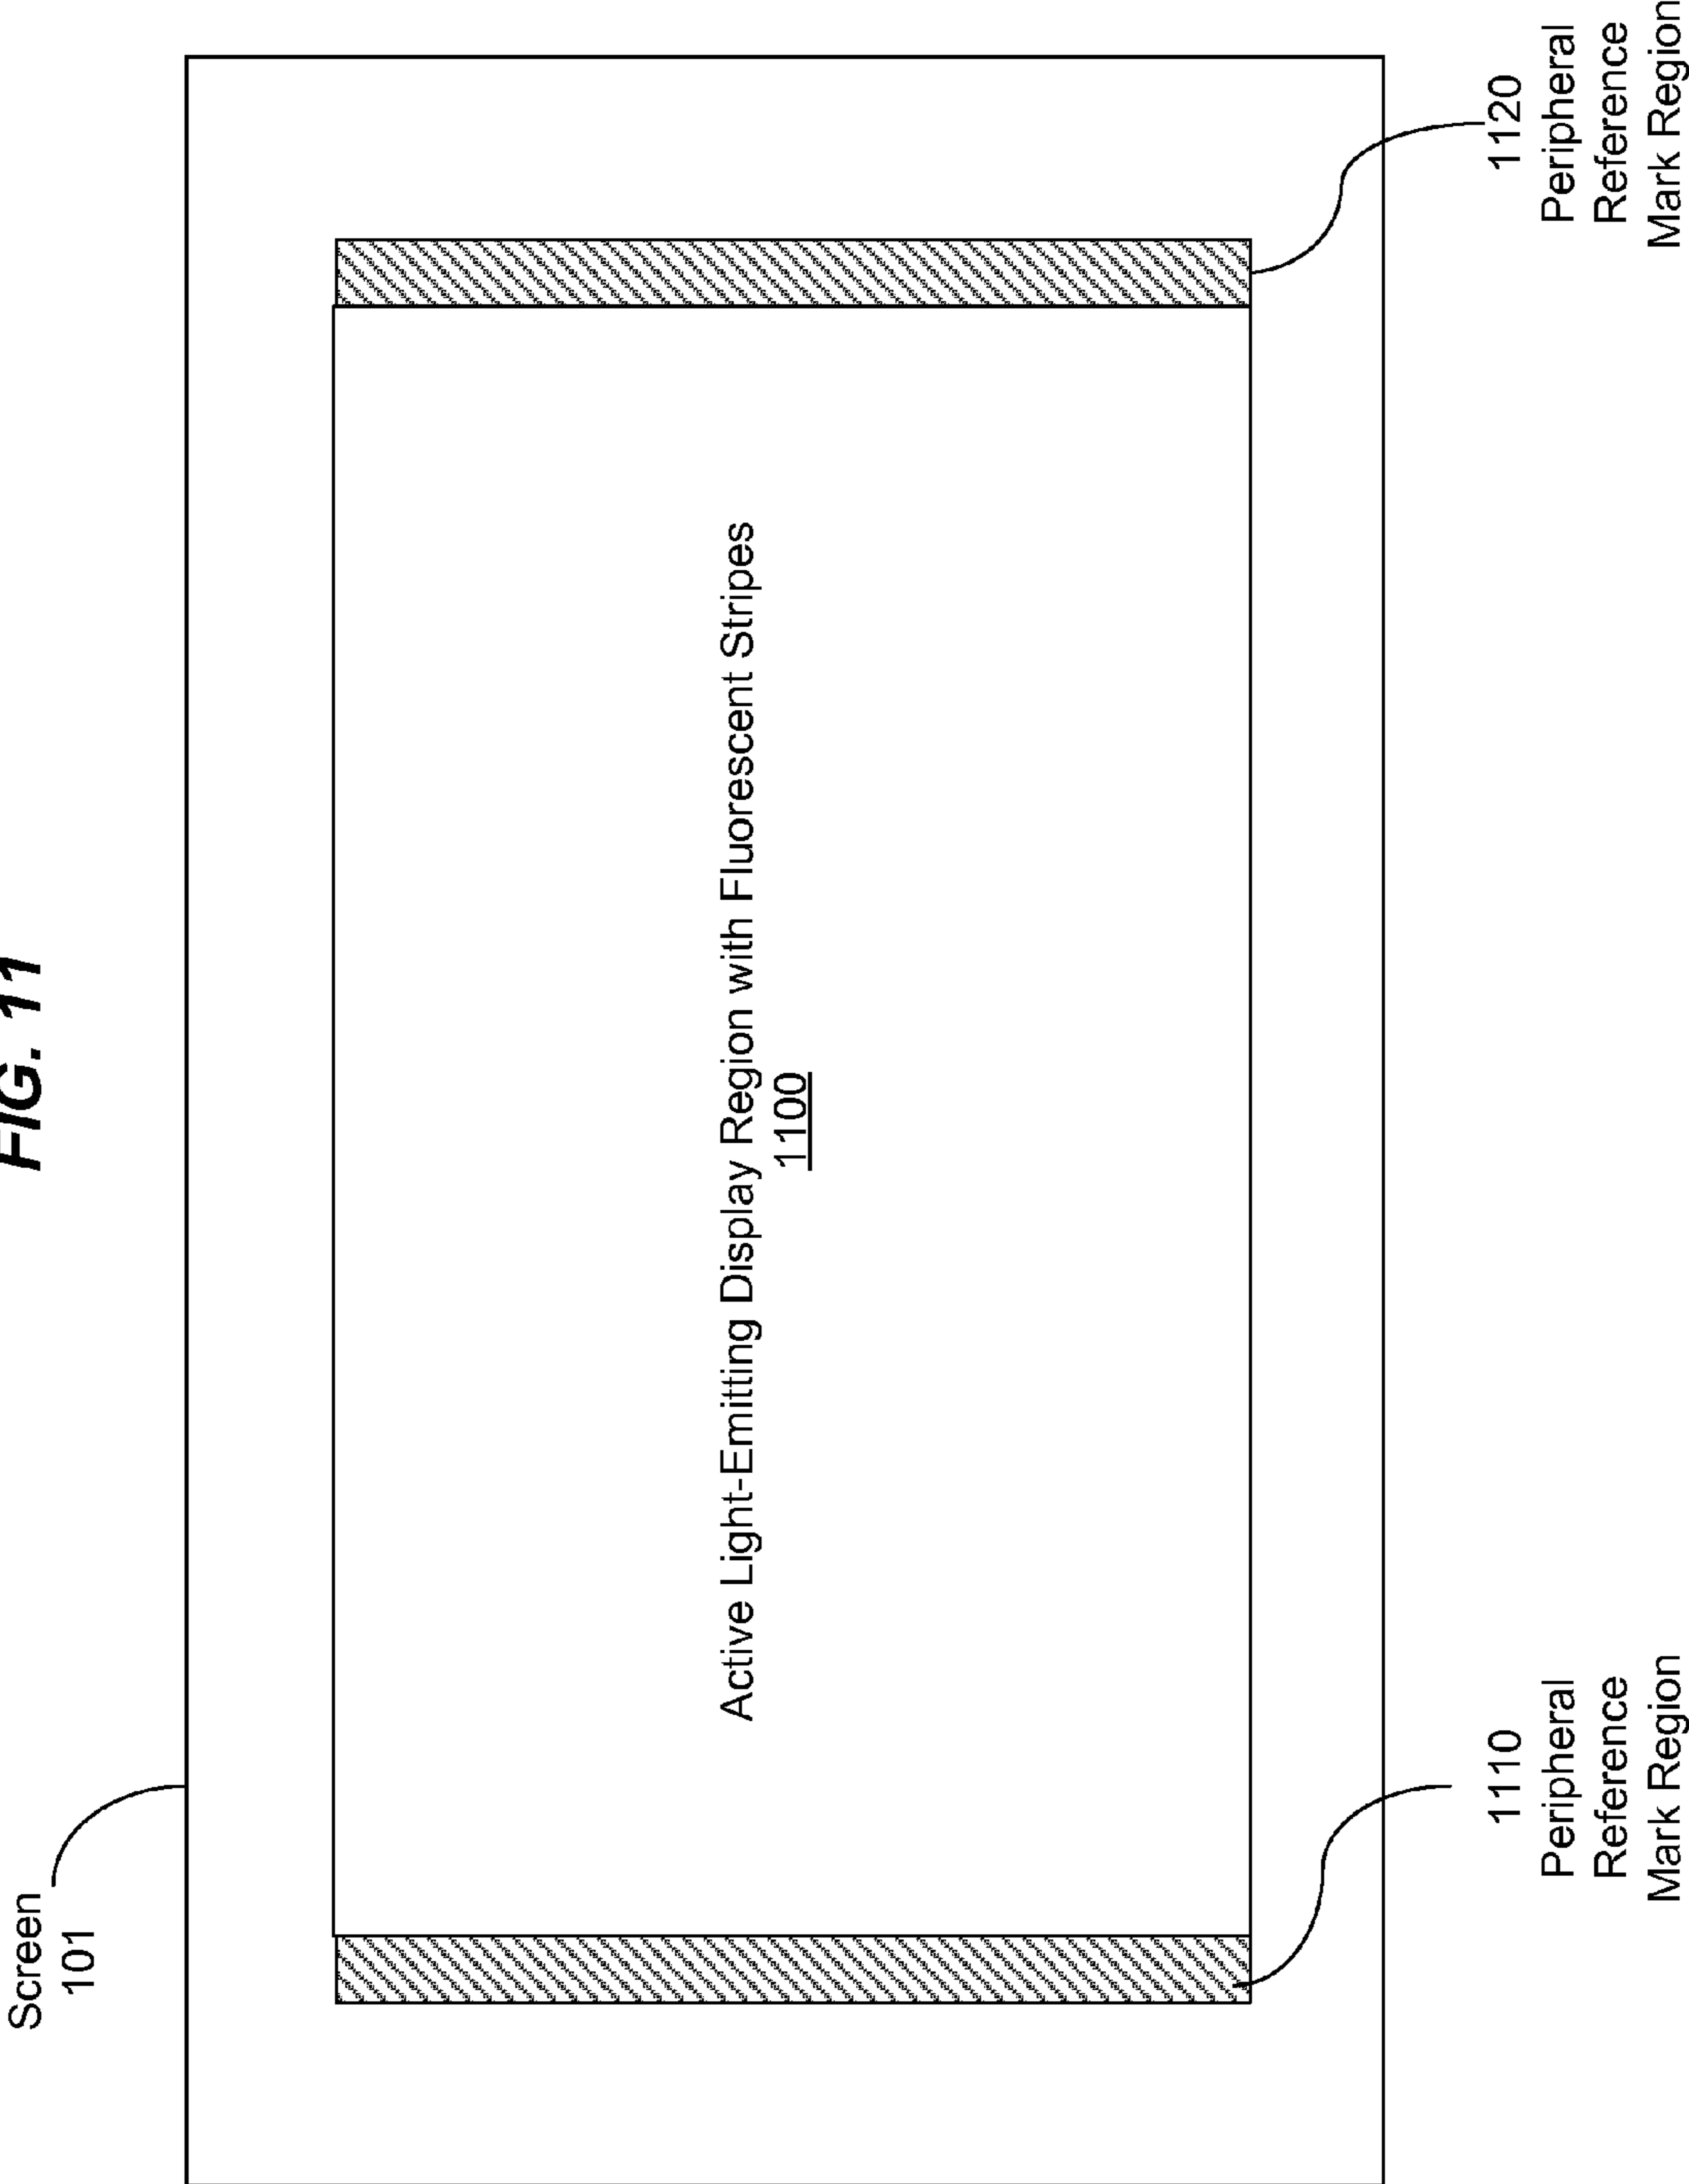 FIG. 11
Screen
101
Active Light-Emitting Display Region with Fluorescent Stripes
1100
1110
Peripheral
Reference
Mark Region
1120
Peripheral
Reference
Mark Region